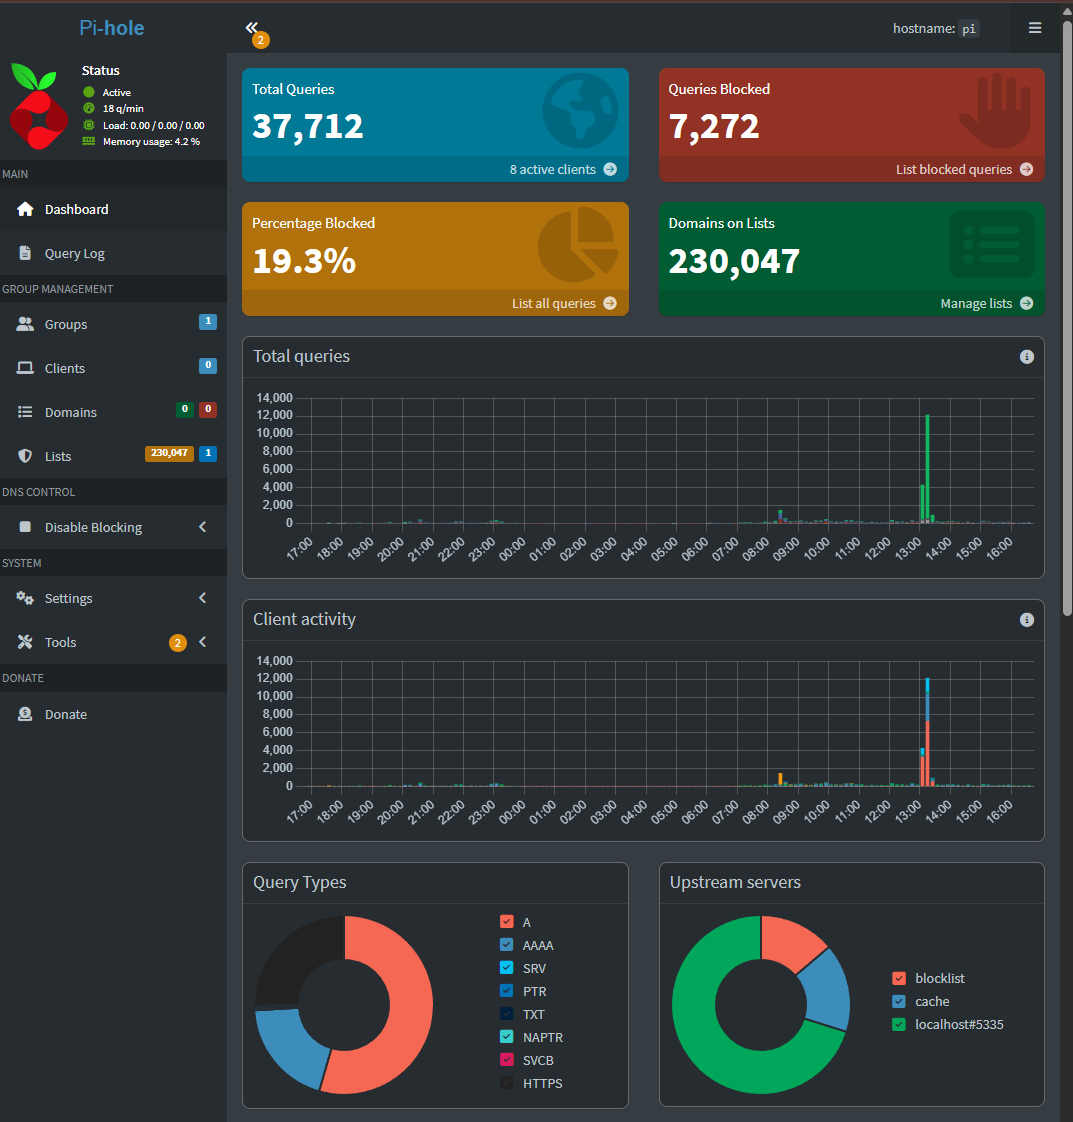 Pi-hole
2
hostname: pi
Status
Active
18 q/min
Load: 0.00 / 0.00 / 0.00
Memory usage: 4.2 %
MAIN
Dashboard
Query Log
GROUP MANAGEMENT
Groups 1
Clients 0
Domains 0 0
Lists 230,047 1
DNS CONTROL
Disable Blocking
SYSTEM
Settings
Tools 2
DONATE
Donate
Total Queries
37,712
8 active clients
Queries Blocked
7,272
List blocked queries
Percentage Blocked
19.3%
List all queries
Domains on Lists
230,047
Manage lists
Total queries
14,000
12,000
10,000
8,000
6,000
4,000
2,000
0
17:00 18:00 19:00 20:00 21:00 22:00 23:00 00:00 01:00 02:00 03:00 04:00 05:00 06:00 07:00 08:00 09:00 10:00 11:00 12:00 13:00 14:00 15:00 16:00
Client activity
14,000
12,000
10,000
8,000
6,000
4,000
2,000
0
17:00 18:00 19:00 20:00 21:00 22:00 23:00 00:00 01:00 02:00 03:00 04:00 05:00 06:00 07:00 08:00 09:00 10:00 11:00 12:00 13:00 14:00 15:00 16:00
Query Types
A
AAAA
SRV
PTR
TXT
NAPTR
SVCB
HTTPS
Upstream servers
blocklist
cache
localhost#5335